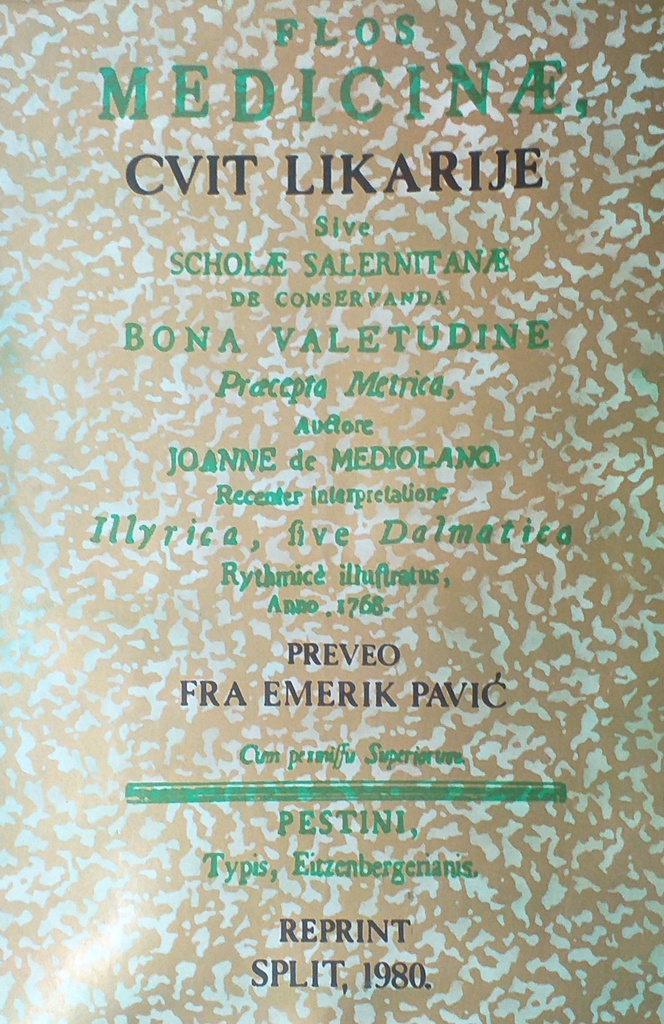 FLOS
MEDICINÆ,
CVIT LIKARIJE
Sive
SCHOLÆ SALERNITANÆ
DE CONSERVANDA
BONA VALETUDINE
Præcepta Metrica,
Auctore
JOANNE de MEDIOLANO.
Recenter interpretatione
Illyrica, ſive Dalmatica
Rythmicè illuſtratus,
Anno, 1768.
PREVEO
FRA EMERIK PAVIĆ
Cum permiſſu Superiorum.
PESTINI,
Typis, Eitzenbergerianis.
REPRINT
SPLIT, 1980.